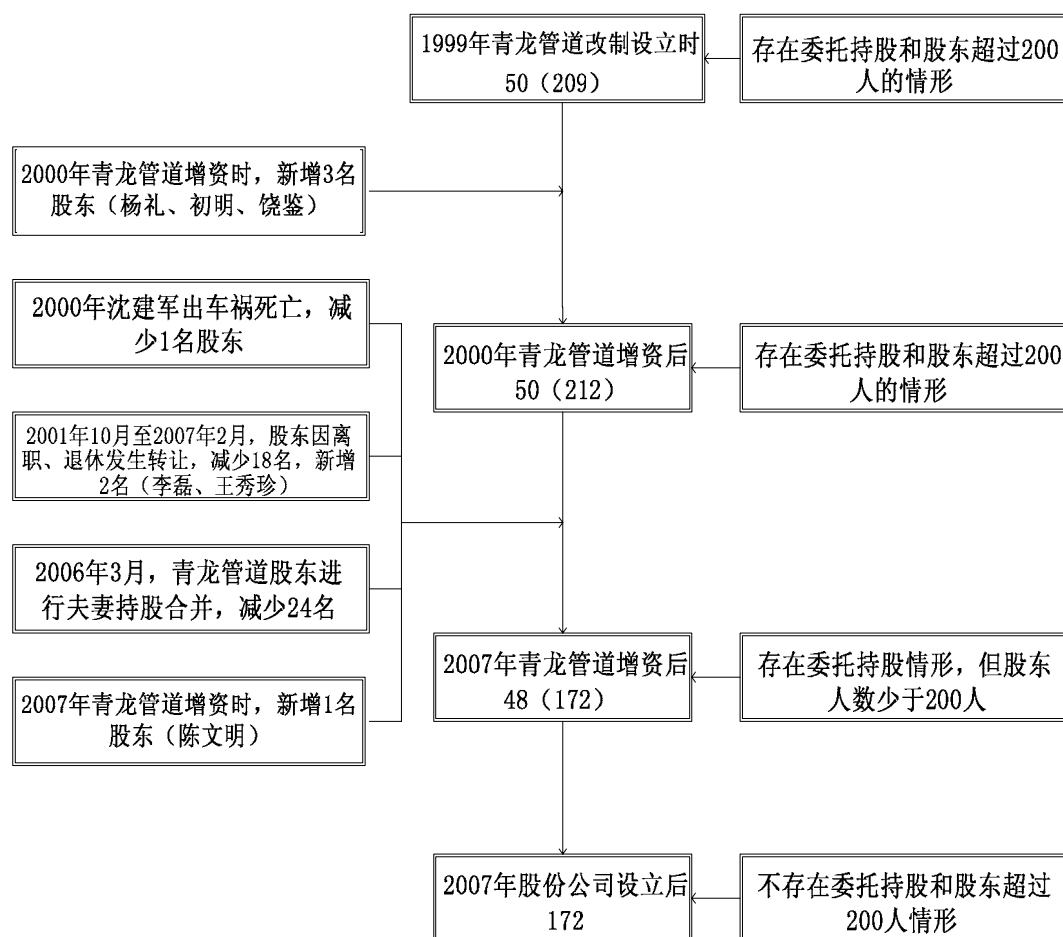 1999年青龙管道改制设立时
50（209）
存在委托持股和股东超过200
人的情形
2000年青龙管道增资时，新增3名
股东（杨礼、初明、饶鉴）
2000年沈建军出车祸死亡，减
少1名股东
2000年青龙管道增资后
50（212）
存在委托持股和股东超过200
人的情形
2001年10月至2007年2月，股东因离
职、退休发生转让，减少18名，新增
2名（李磊、王秀珍）
2006年3月，青龙管道股东进
行夫妻持股合并，减少24名
2007年青龙管道增资时，新增1名
股东（陈文明）
2007年青龙管道增资后
48（172）
存在委托持股情形，但股东
人数少于200人
2007年股份公司设立后
172
不存在委托持股和股东超过
200人情形